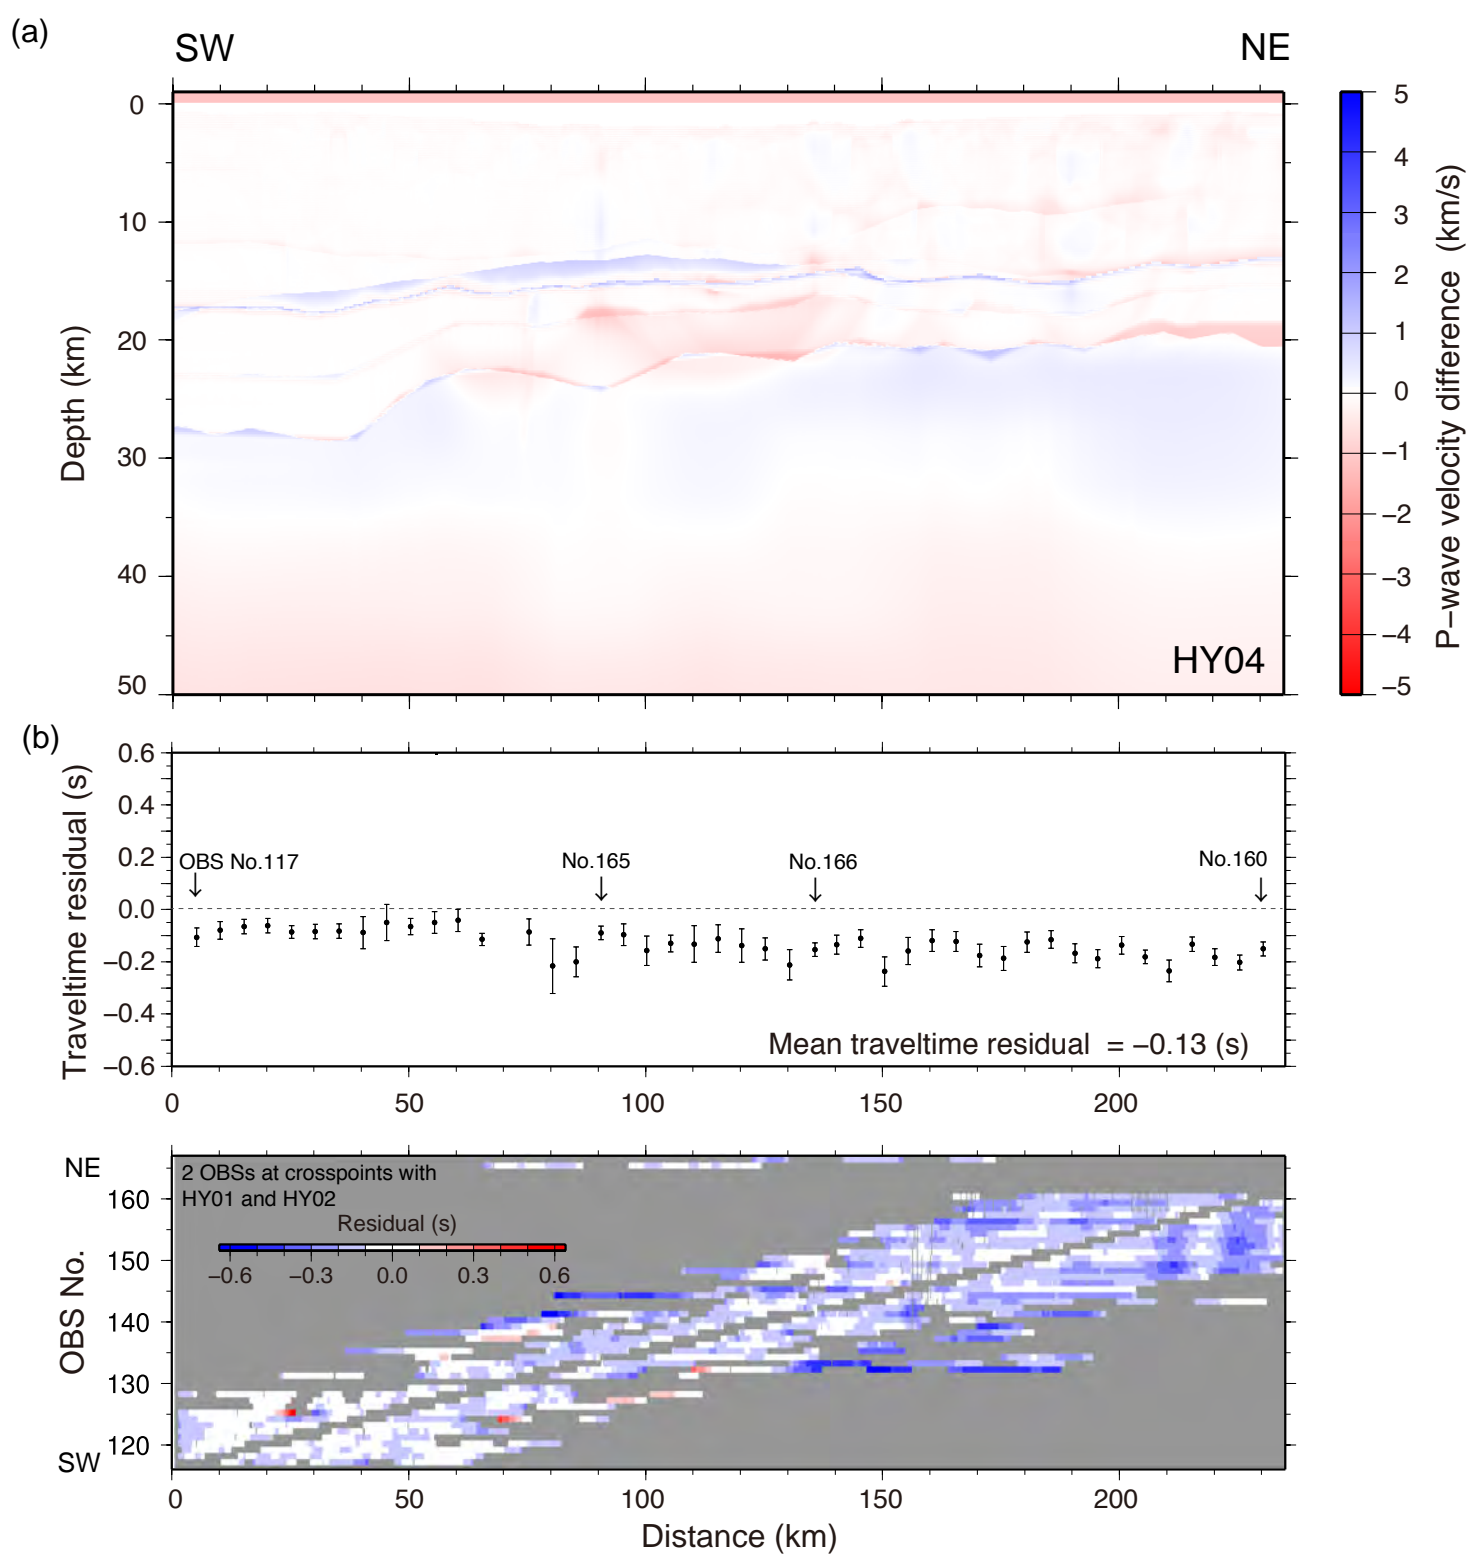 (a)
SW
NE
0
10
20
30
40
50
Depth (km)
HY04
5
4
3
2
1
0
−1
−2
−3
−4
−5
P−wave velocity difference (km/s)
(b)
0.6
0.4
0.2
0.0
−0.2
−0.4
−0.6
Traveltime residual (s)
OBS No.117
No.165
No.166
No.160
Mean traveltime residual = −0.13 (s)
0
50
100
150
200
NE
160
150
140
130
120
SW
OBS No.
2 OBSs at crosspoints with
HY01 and HY02
Residual (s)
−0.6
−0.3
0.0
0.3
0.6
0
50
100
150
200
Distance (km)